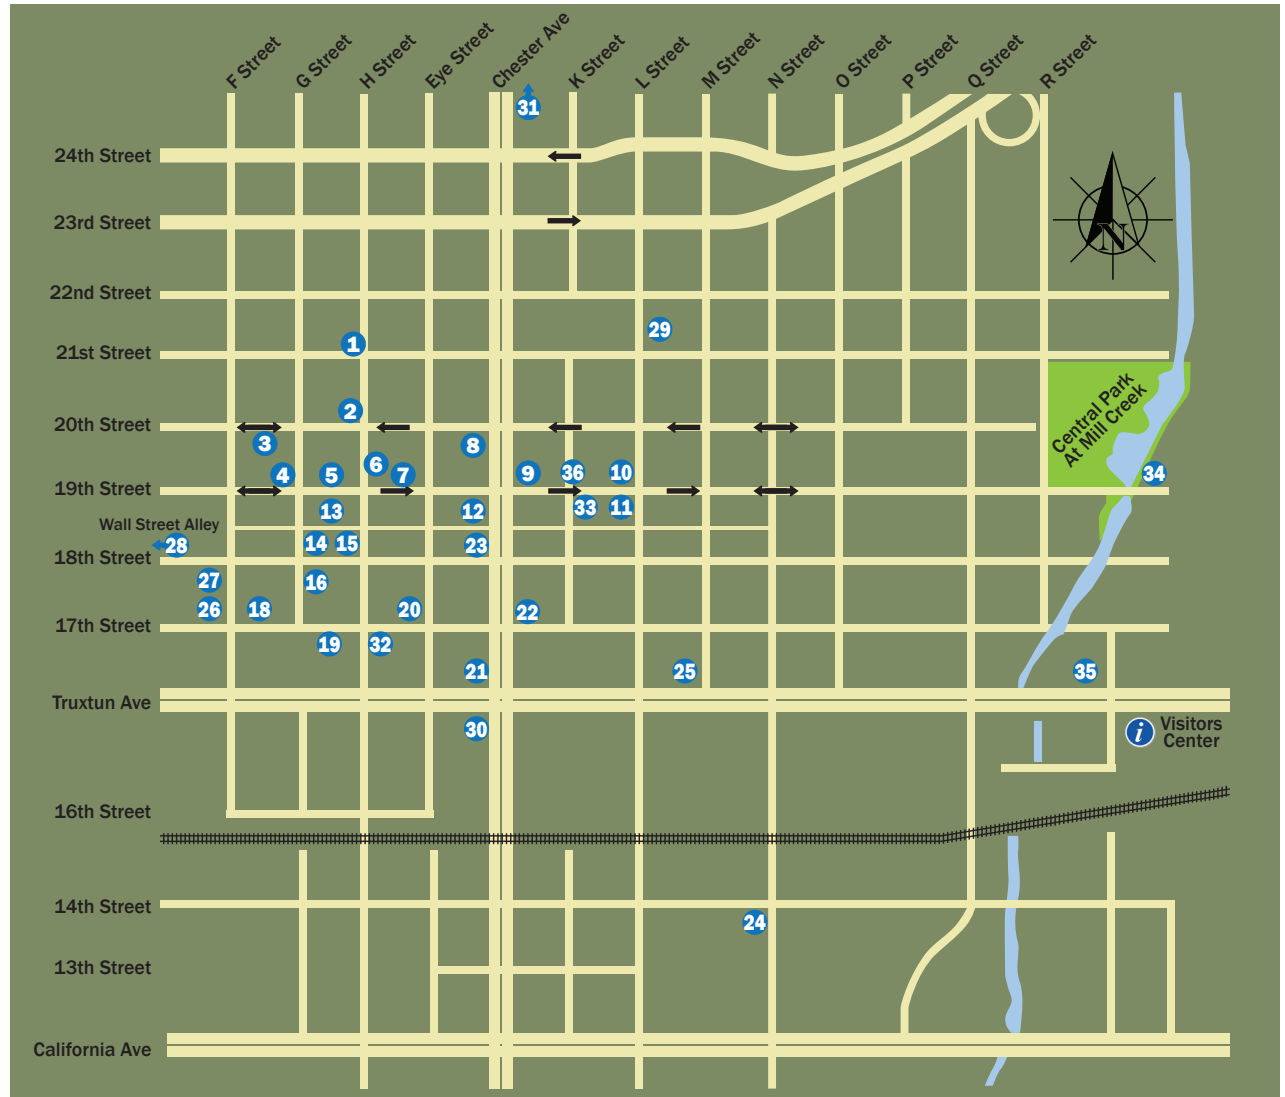 F Street
G Street
H Street
Eye Street
Chester Ave
K Street
L Street
M Street
N Street
O Street
P Street
Q Street
R Street
31
24th Street
23rd Street
N
22nd Street
29
21st Street
1
Central Park
At Mill Creek
2
20th Street
3
8
4
5
6
7
9
36
10
34
19th Street
13
12
33
11
Wall Street Alley
28
14
15
23
18th Street
27
16
26
18
20
22
17th Street
19
32
21
25
35
Truxtun Ave
30
i
Visitors
Center
16th Street
14th Street
24
13th Street
California Ave